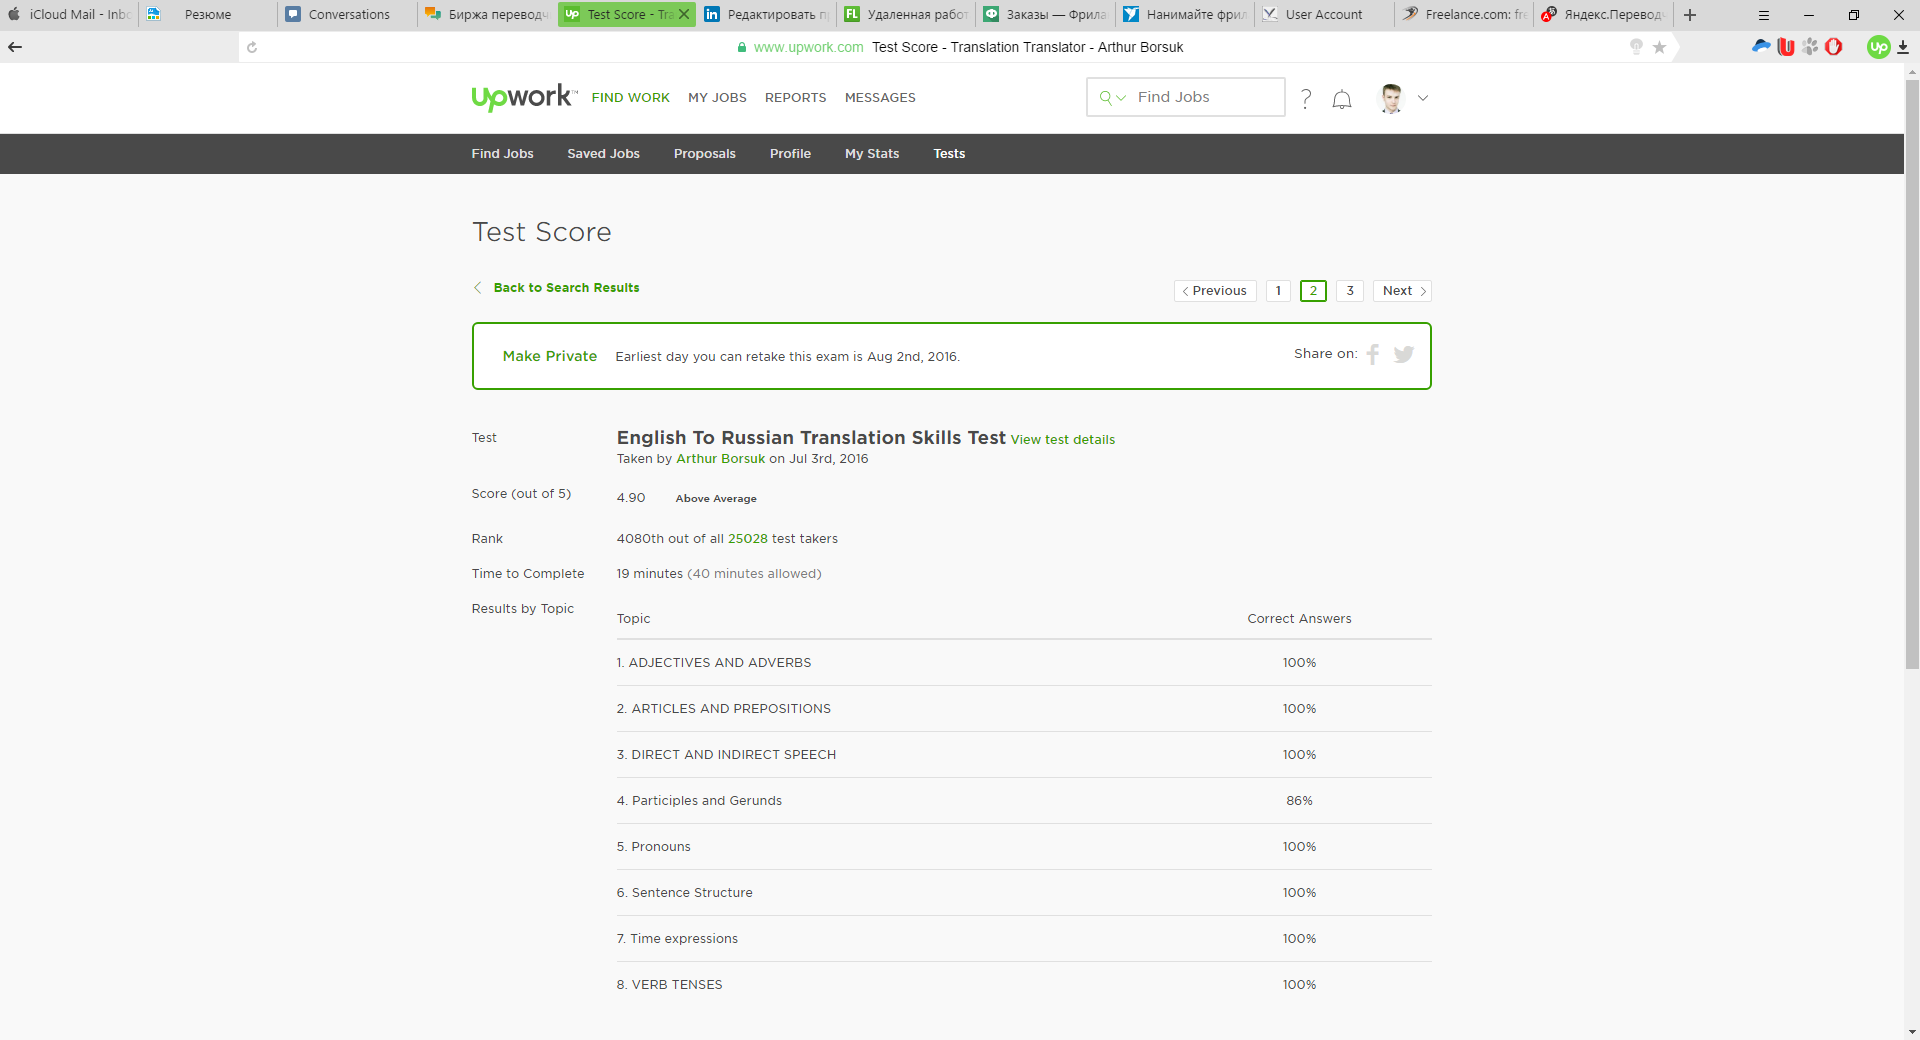 iCloud Mail - Inbo
Резюме
Conversations
Биржа переводч
Test Score - Tra
Редактировать п
Удаленная работ
Заказы — Фрила
Нанимайте фрил
User Account
Freelance.com: fre
Яндекс.Перевод
www.upwork.com Test Score - Translation Translator - Arthur Borsuk
upwork™ FIND WORK MY JOBS REPORTS MESSAGES Find Jobs ?
Find Jobs Saved Jobs Proposals Profile My Stats Tests
Test Score
Back to Search Results
Previous 1 2 3 Next
Make Private Earliest day you can retake this exam is Aug 2nd, 2016. Share on:
Test English To Russian Translation Skills Test View test details
Taken by Arthur Borsuk on Jul 3rd, 2016
Score (out of 5) 4.90 Above Average
Rank 4080th out of all 25028 test takers
Time to Complete 19 minutes (40 minutes allowed)
Results by Topic
Topic Correct Answers
1. ADJECTIVES AND ADVERBS 100%
2. ARTICLES AND PREPOSITIONS 100%
3. DIRECT AND INDIRECT SPEECH 100%
4. Participles and Gerunds 86%
5. Pronouns 100%
6. Sentence Structure 100%
7. Time expressions 100%
8. VERB TENSES 100%